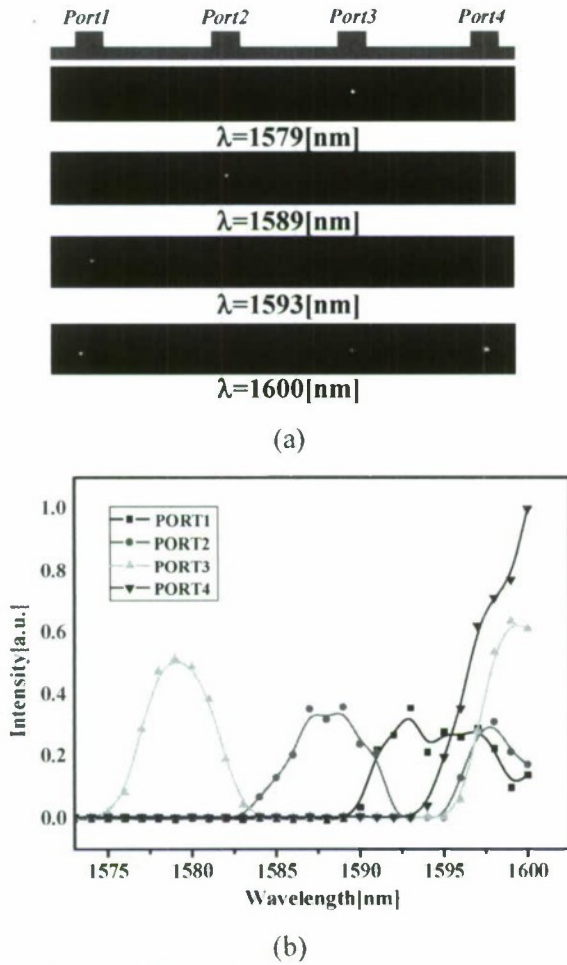 Port1 Port2 Port3 Port4
λ=1579[nm]
λ=1589[nm]
λ=1593[nm]
λ=1600[nm]
(a)
1.0
0.8
0.6
0.4
0.2
0.0
Intensity[a.u.]
PORT1
PORT2
PORT3
PORT4
1575 1580 1585 1590 1595 1600
Wavelength[nm]
(b)